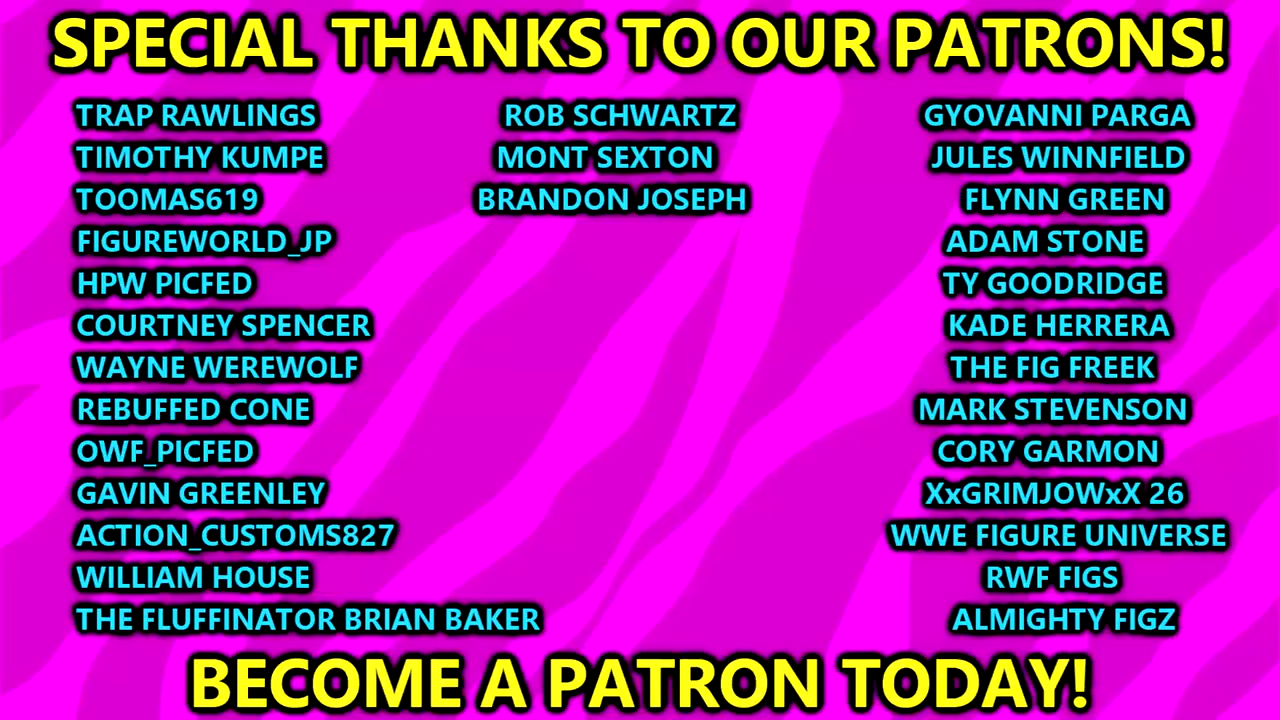 SPECIAL THANKS TO OUR PATRONS!
TRAP RAWLINGS
TIMOTHY KUMPE
TOOMAS619
FIGUREWORLD_JP
HPW PICFED
COURTNEY SPENCER
WAYNE WEREWOLF
REBUFFED CONE
OWF_PICFED
GAVIN GREENLEY
ACTION_CUSTOMS827
WILLIAM HOUSE
THE FLUFFINATOR BRIAN BAKER
ROB SCHWARTZ
MONT SEXTON
BRANDON JOSEPH
GYOVANNI PARGA
JULES WINNFIELD
FLYNN GREEN
ADAM STONE
TY GOODRIDGE
KADE HERRERA
THE FIG FREEK
MARK STEVENSON
CORY GARMON
XxGRIMJOWxX 26
WWE FIGURE UNIVERSE
RWF FIGS
ALMIGHTY FIGZ
BECOME A PATRON TODAY!